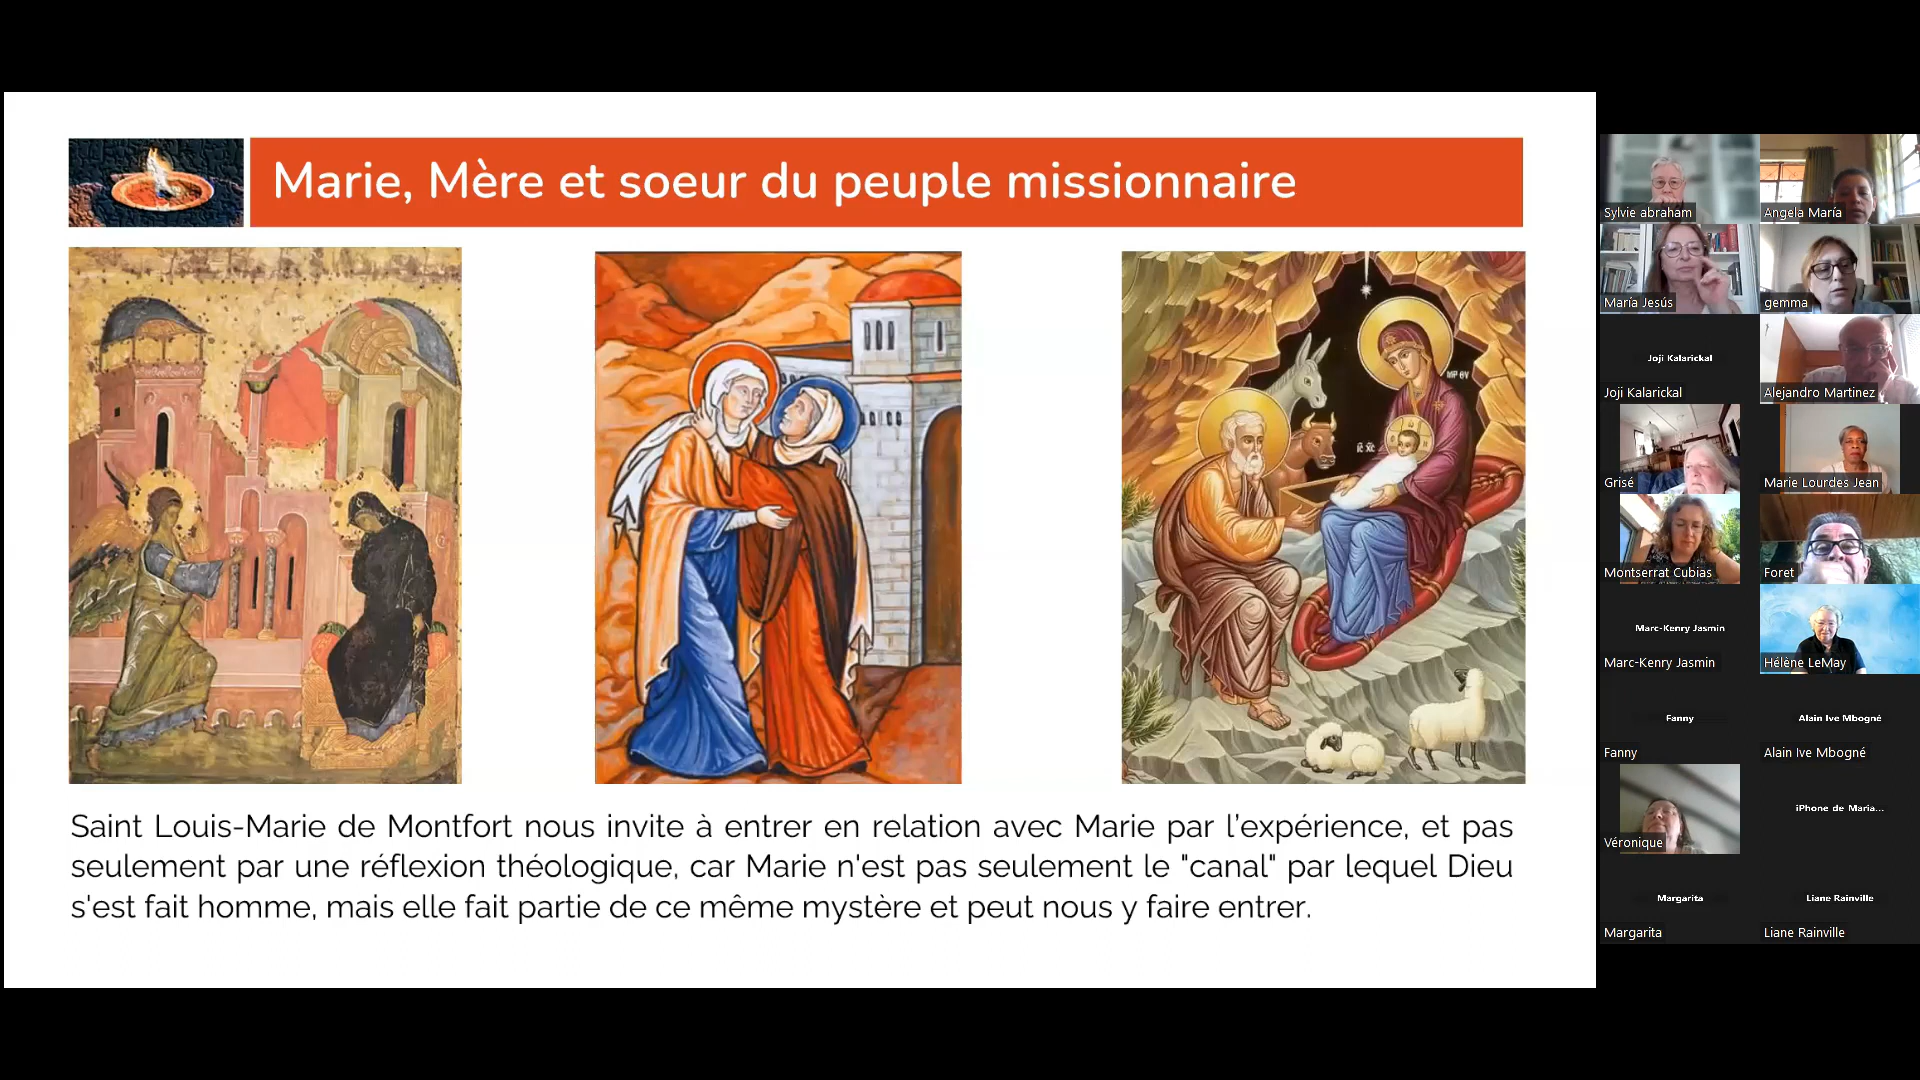 Marie, Mère et soeur du peuple missionnaire
ΜΡ ΘΥ
IC XC
Saint Louis-Marie de Montfort nous invite à entrer en relation avec Marie par l’expérience, et pas
seulement par une réflexion théologique, car Marie n'est pas seulement le "canal" par lequel Dieu
s'est fait homme, mais elle fait partie de ce même mystère et peut nous y faire entrer.
Sylvie abraham
Angela María
María Jesús
gemma
Joji Kalarickal
Joji Kalarickal
Alejandro Martinez
Grisé
Marie Lourdes Jean
Montserrat Cubias
Foret
Marc-Kenry Jasmin
Marc-Kenry Jasmin
Hélène LeMay
Fanny
Fanny
Alain Ive Mbogné
Alain Ive Mbogné
Véronique
iPhone de Maria...
Margarita
Margarita
Liane Rainville
Liane Rainville